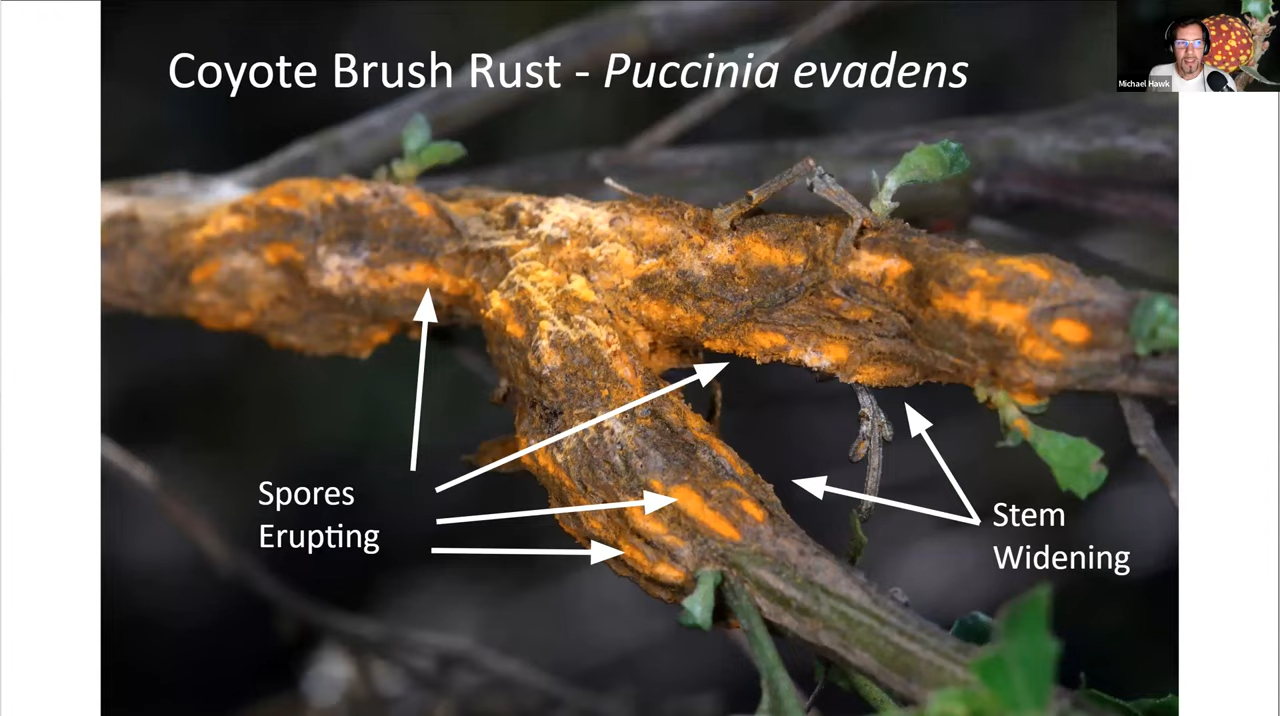 Coyote Brush Rust - Puccinia evadens
Michael Hawk
Spores
Erupting
Stem
Widening